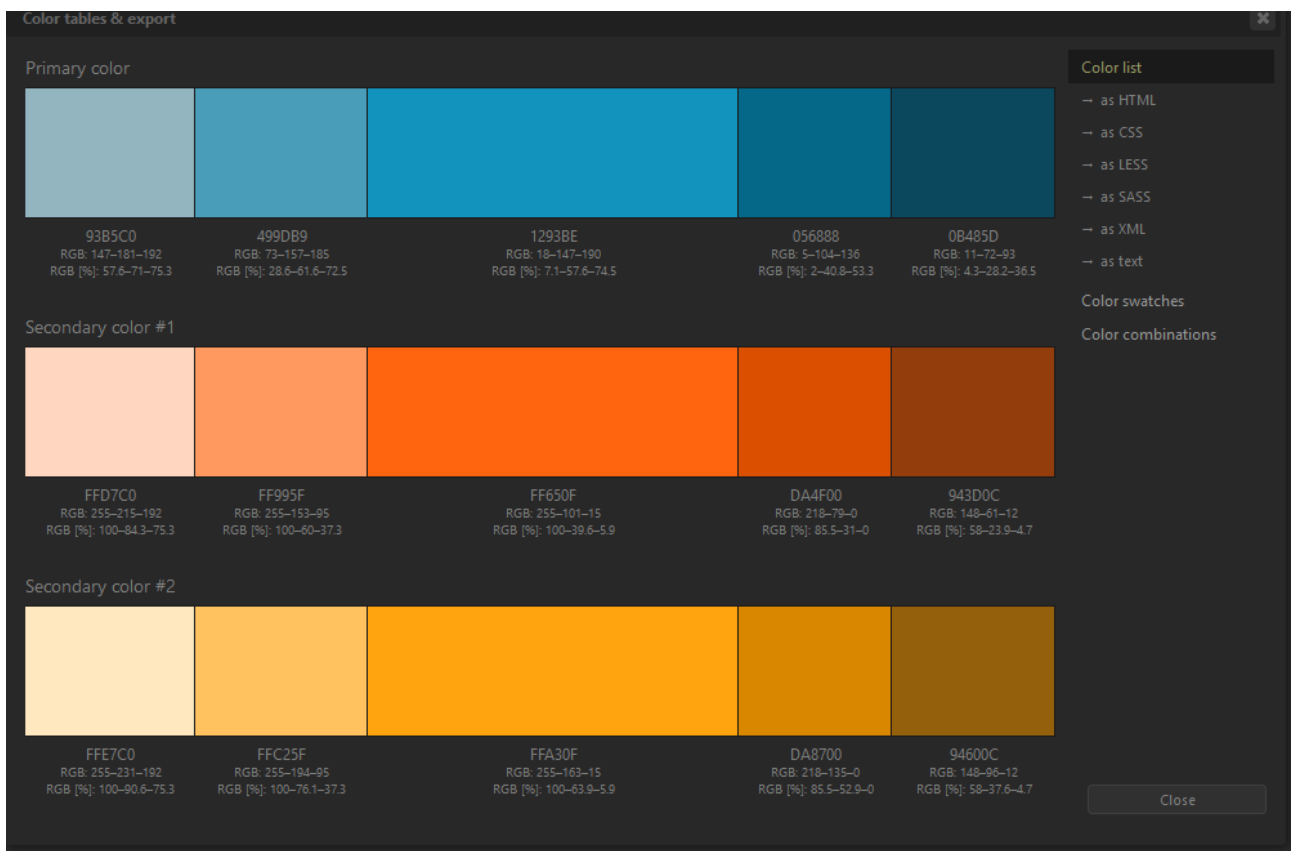 Color tables & export
Primary color
93B5C0
RGB: 147–181–192
RGB [%]: 57.6–71–75.3
499DB9
RGB: 73–157–185
RGB [%]: 28.6–61.6–72.5
1293BE
RGB: 18–147–190
RGB [%]: 7.1–57.6–74.5
056888
RGB: 5–104–136
RGB [%]: 2–40.8–53.3
0B485D
RGB: 11–72–93
RGB [%]: 4.3–28.2–36.5
Secondary color #1
FFD7C0
RGB: 255–215–192
RGB [%]: 100–84.3–75.3
FF995F
RGB: 255–153–95
RGB [%]: 100–60–37.3
FF650F
RGB: 255–101–15
RGB [%]: 100–39.6–5.9
DA4F00
RGB: 218–79–0
RGB [%]: 85.5–31–0
943D0C
RGB: 148–61–12
RGB [%]: 58–23.9–4.7
Secondary color #2
FFE7C0
RGB: 255–231–192
RGB [%]: 100–90.6–75.3
FFC25F
RGB: 255–194–95
RGB [%]: 100–76.1–37.3
FFA30F
RGB: 255–163–15
RGB [%]: 100–63.9–5.9
DA8700
RGB: 218–135–0
RGB [%]: 85.5–52.9–0
94600C
RGB: 148–96–12
RGB [%]: 58–37.6–4.7
Color list
→ as HTML
→ as CSS
→ as LESS
→ as SASS
→ as XML
→ as text
Color swatches
Color combinations
Close